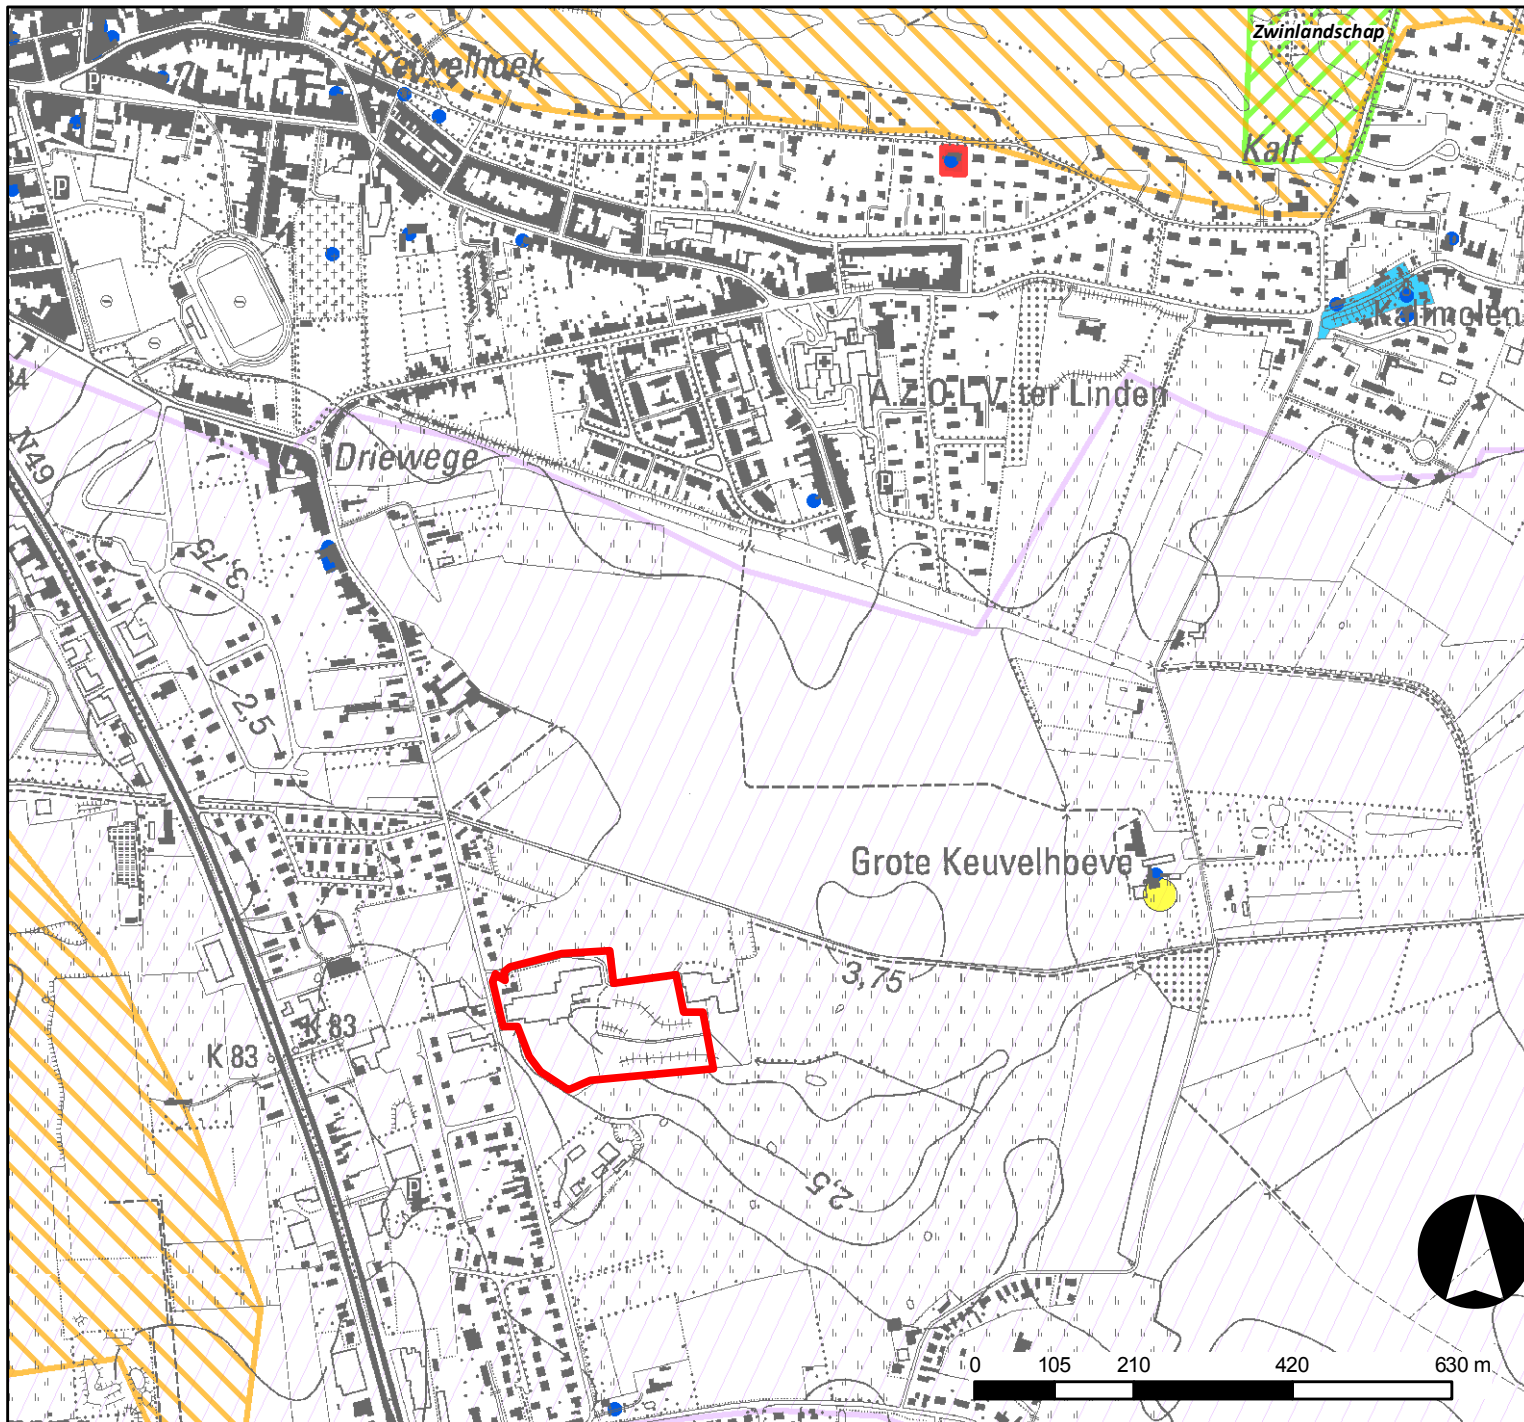 Zwinlandschap
Keuvelhoek
P
Kalf
P
Kalfmolen
A.Z.O.L.V. ter Linden
Driewege
N49
P
3,75
2,5
Grote Keuvelhoeve
3,75
K 83
K 83
P
2,5
0 105 210 420 630 m